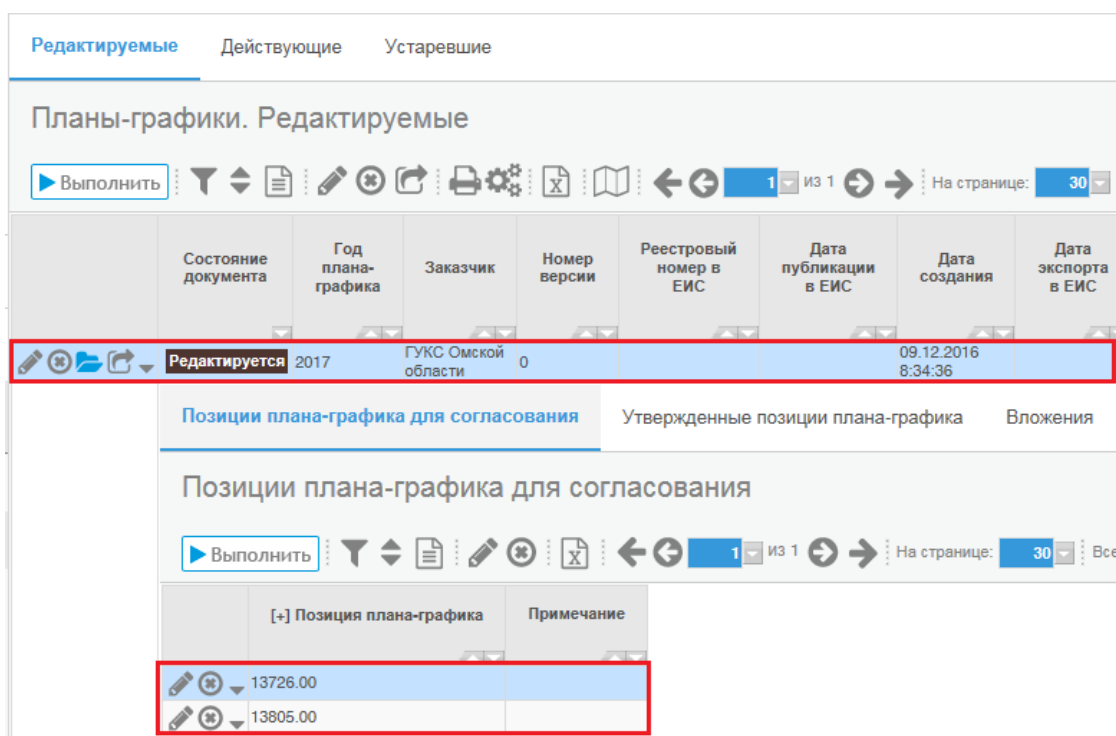 Редактируемые Действующие Устаревшие
Планы-графики. Редактируемые
Выполнить 1 из 1 На странице: 30
Состояние документа Год плана-графика Заказчик Номер версии Реестровый номер в ЕИС Дата публикации в ЕИС Дата создания Дата экспорта в ЕИС
Редактируется 2017 ГУКС Омской области 0 09.12.2016 8:34:36
Позиции плана-графика для согласования Утвержденные позиции плана-графика Вложения
Позиции плана-графика для согласования
Выполнить 1 из 1 На странице: 30 Все
[+] Позиция плана-графика Примечание
13726.00
13805.00